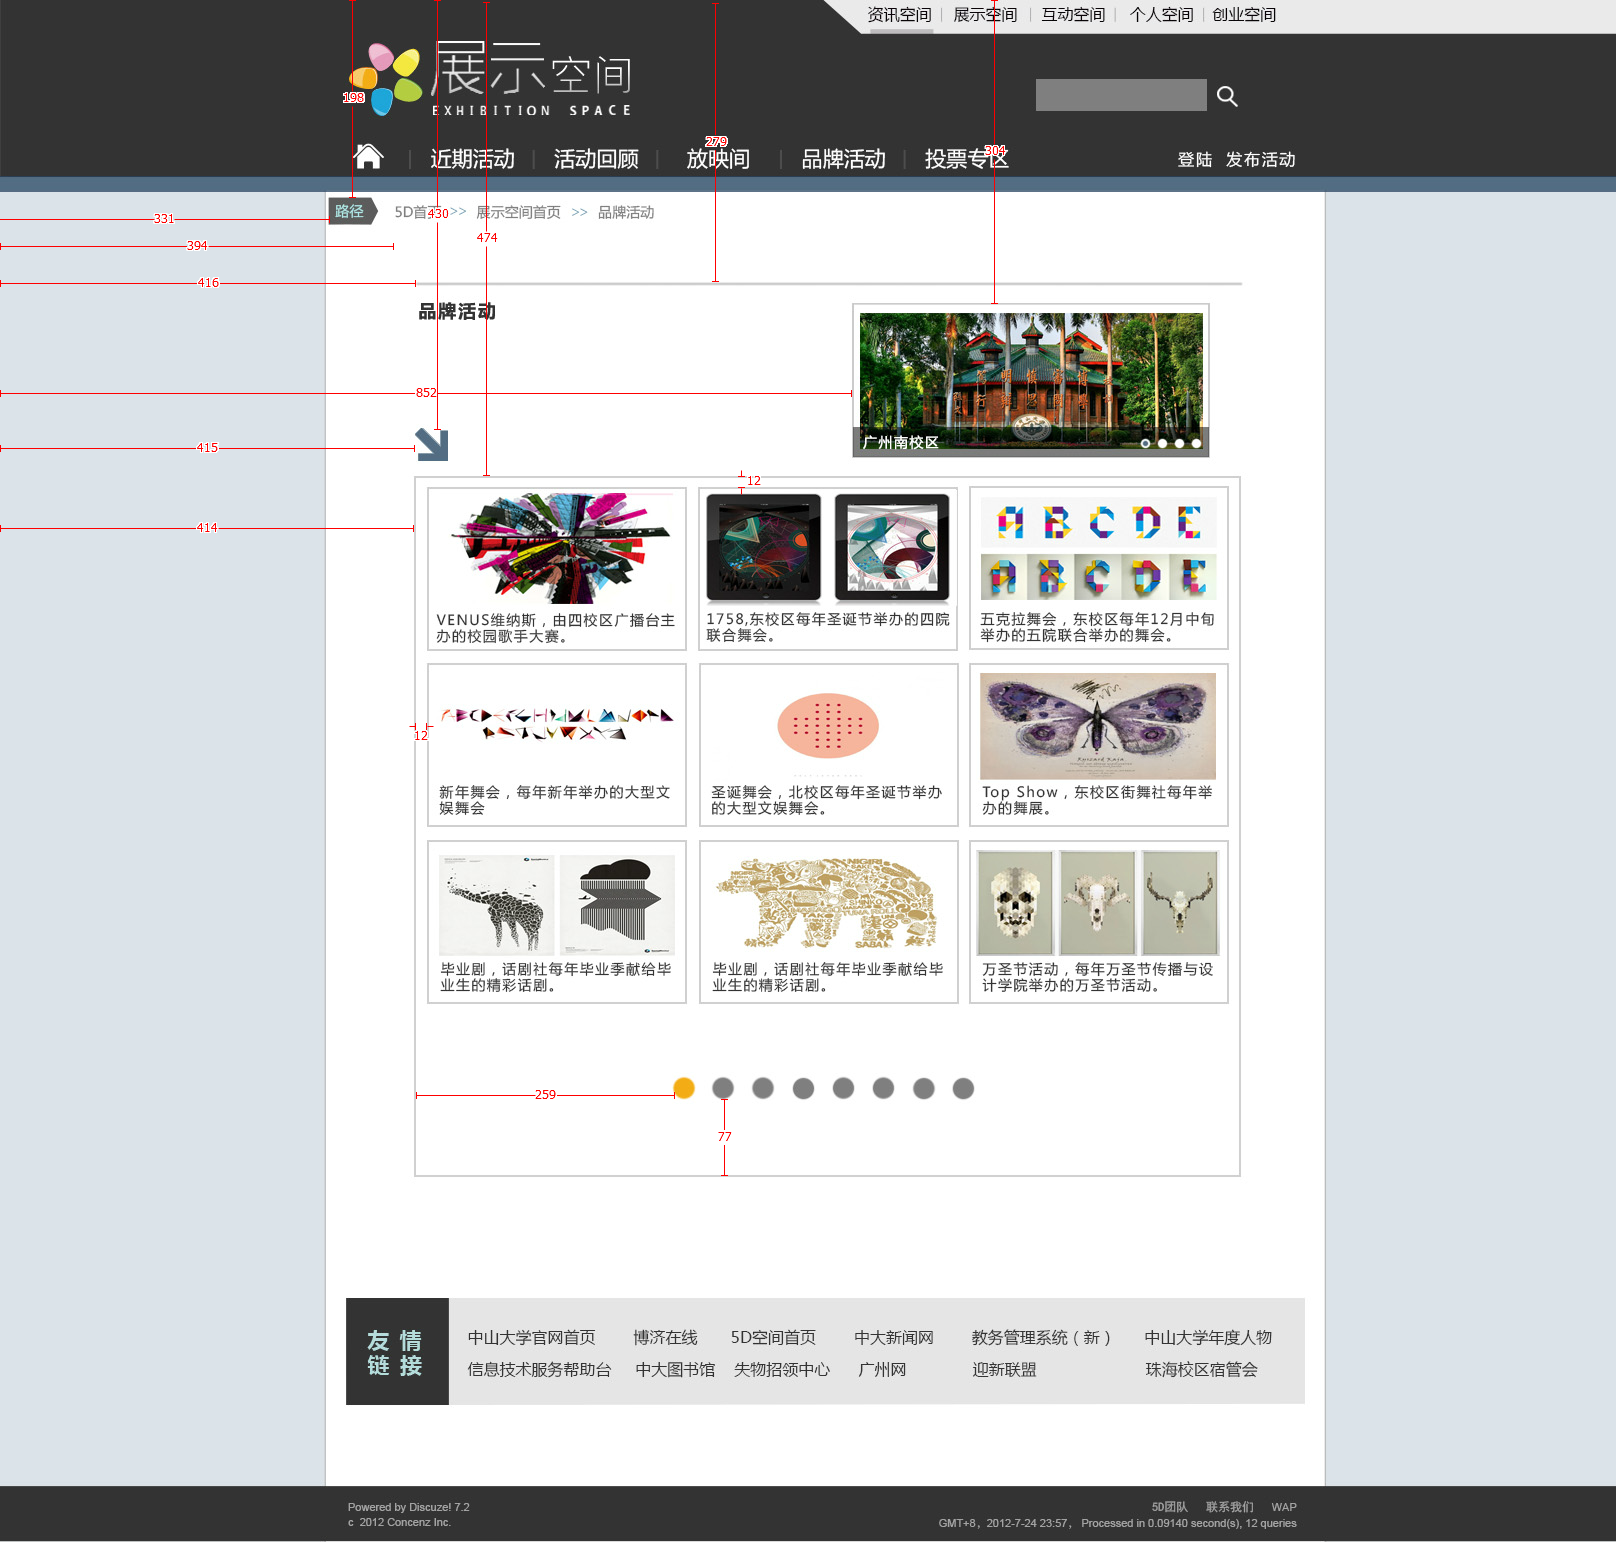 资讯空间 | 展示空间 | 互动空间 | 个人空间 | 创业空间
展示空间
EXHIBITION SPACE
198
近期活动 | 活动回顾 | 放映间 | 品牌活动 | 投票专区
279
304
登陆 发布活动
路径 5D首页 >> 展示空间首页 >> 品牌活动
331
430
474
394
416
品牌活动
852
广州南校区
415
12
414
A B C D E
A B C D E
VENUS维纳斯，由四校区广播台主
办的校园歌手大赛。
1758,东校区每年圣诞节举办的四院
联合舞会。
五克拉舞会，东校区每年12月中旬
举办的五院联合举办的舞会。
12
新年舞会，每年新年举办的大型文
娱舞会
圣诞舞会，北校区每年圣诞节举办
的大型文娱舞会。
Top Show，东校区街舞社每年举
办的舞展。
毕业剧，话剧社每年毕业季献给毕
业生的精彩话剧。
毕业剧，话剧社每年毕业季献给毕
业生的精彩话剧。
万圣节活动，每年万圣节传播与设
计学院举办的万圣节活动。
259
77
友情
链接
中山大学官网首页 博济在线 5D空间首页 中大新闻网 教务管理系统（新） 中山大学年度人物
信息技术服务帮助台 中大图书馆 失物招领中心 广州网 迎新联盟 珠海校区宿管会
Powered by Discuze! 7.2
c 2012 Concenz Inc.
5D团队 联系我们 WAP
GMT+8, 2012-7-24 23:57, Processed in 0.09140 second(s), 12 queries